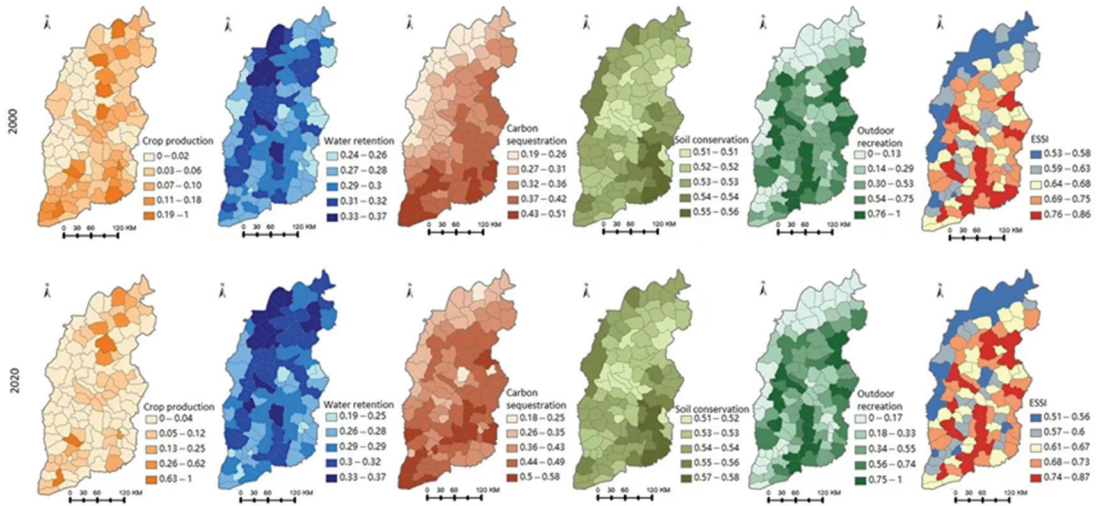 2000
N
Crop production
0 – 0.02
0.03 – 0.06
0.07 – 0.10
0.11 – 0.18
0.19 – 1
0 30 60 120 KM
N
Water retention
0.24 – 0.26
0.27 – 0.28
0.29 – 0.3
0.31 – 0.32
0.33 – 0.37
0 30 60 120 KM
N
Carbon
sequestration
0.19 – 0.26
0.27 – 0.31
0.32 – 0.36
0.37 – 0.42
0.43 – 0.51
0 30 60 120 KM
N
Soil conservation
0.51 – 0.51
0.52 – 0.52
0.53 – 0.53
0.54 – 0.54
0.55 – 0.56
0 30 60 120 KM
N
Outdoor
recreation
0 – 0.13
0.14 – 0.29
0.30 – 0.53
0.54 – 0.75
0.76 – 1
0 30 60 120 KM
N
ESSI
0.53 – 0.58
0.59 – 0.63
0.64 – 0.68
0.69 – 0.75
0.76 – 0.86
0 30 60 120 KM
2020
N
Crop production
0 – 0.04
0.05 – 0.12
0.13 – 0.25
0.26 – 0.62
0.63 – 1
0 30 60 120 KM
N
Water retention
0.19 – 0.25
0.26 – 0.28
0.29 – 0.29
0.3 – 0.32
0.33 – 0.37
0 30 60 120 KM
N
Carbon
sequestration
0.18 – 0.25
0.26 – 0.35
0.36 – 0.43
0.44 – 0.49
0.5 – 0.58
0 30 60 120 KM
N
Soil conservation
0.51 – 0.52
0.53 – 0.53
0.54 – 0.54
0.55 – 0.56
0.57 – 0.58
0 30 60 120 KM
N
Outdoor
recreation
0 – 0.17
0.18 – 0.33
0.34 – 0.55
0.56 – 0.74
0.75 – 1
0 30 60 120 KM
N
ESSI
0.51 – 0.56
0.57 – 0.6
0.61 – 0.67
0.68 – 0.73
0.74 – 0.87
0 30 60 120 KM